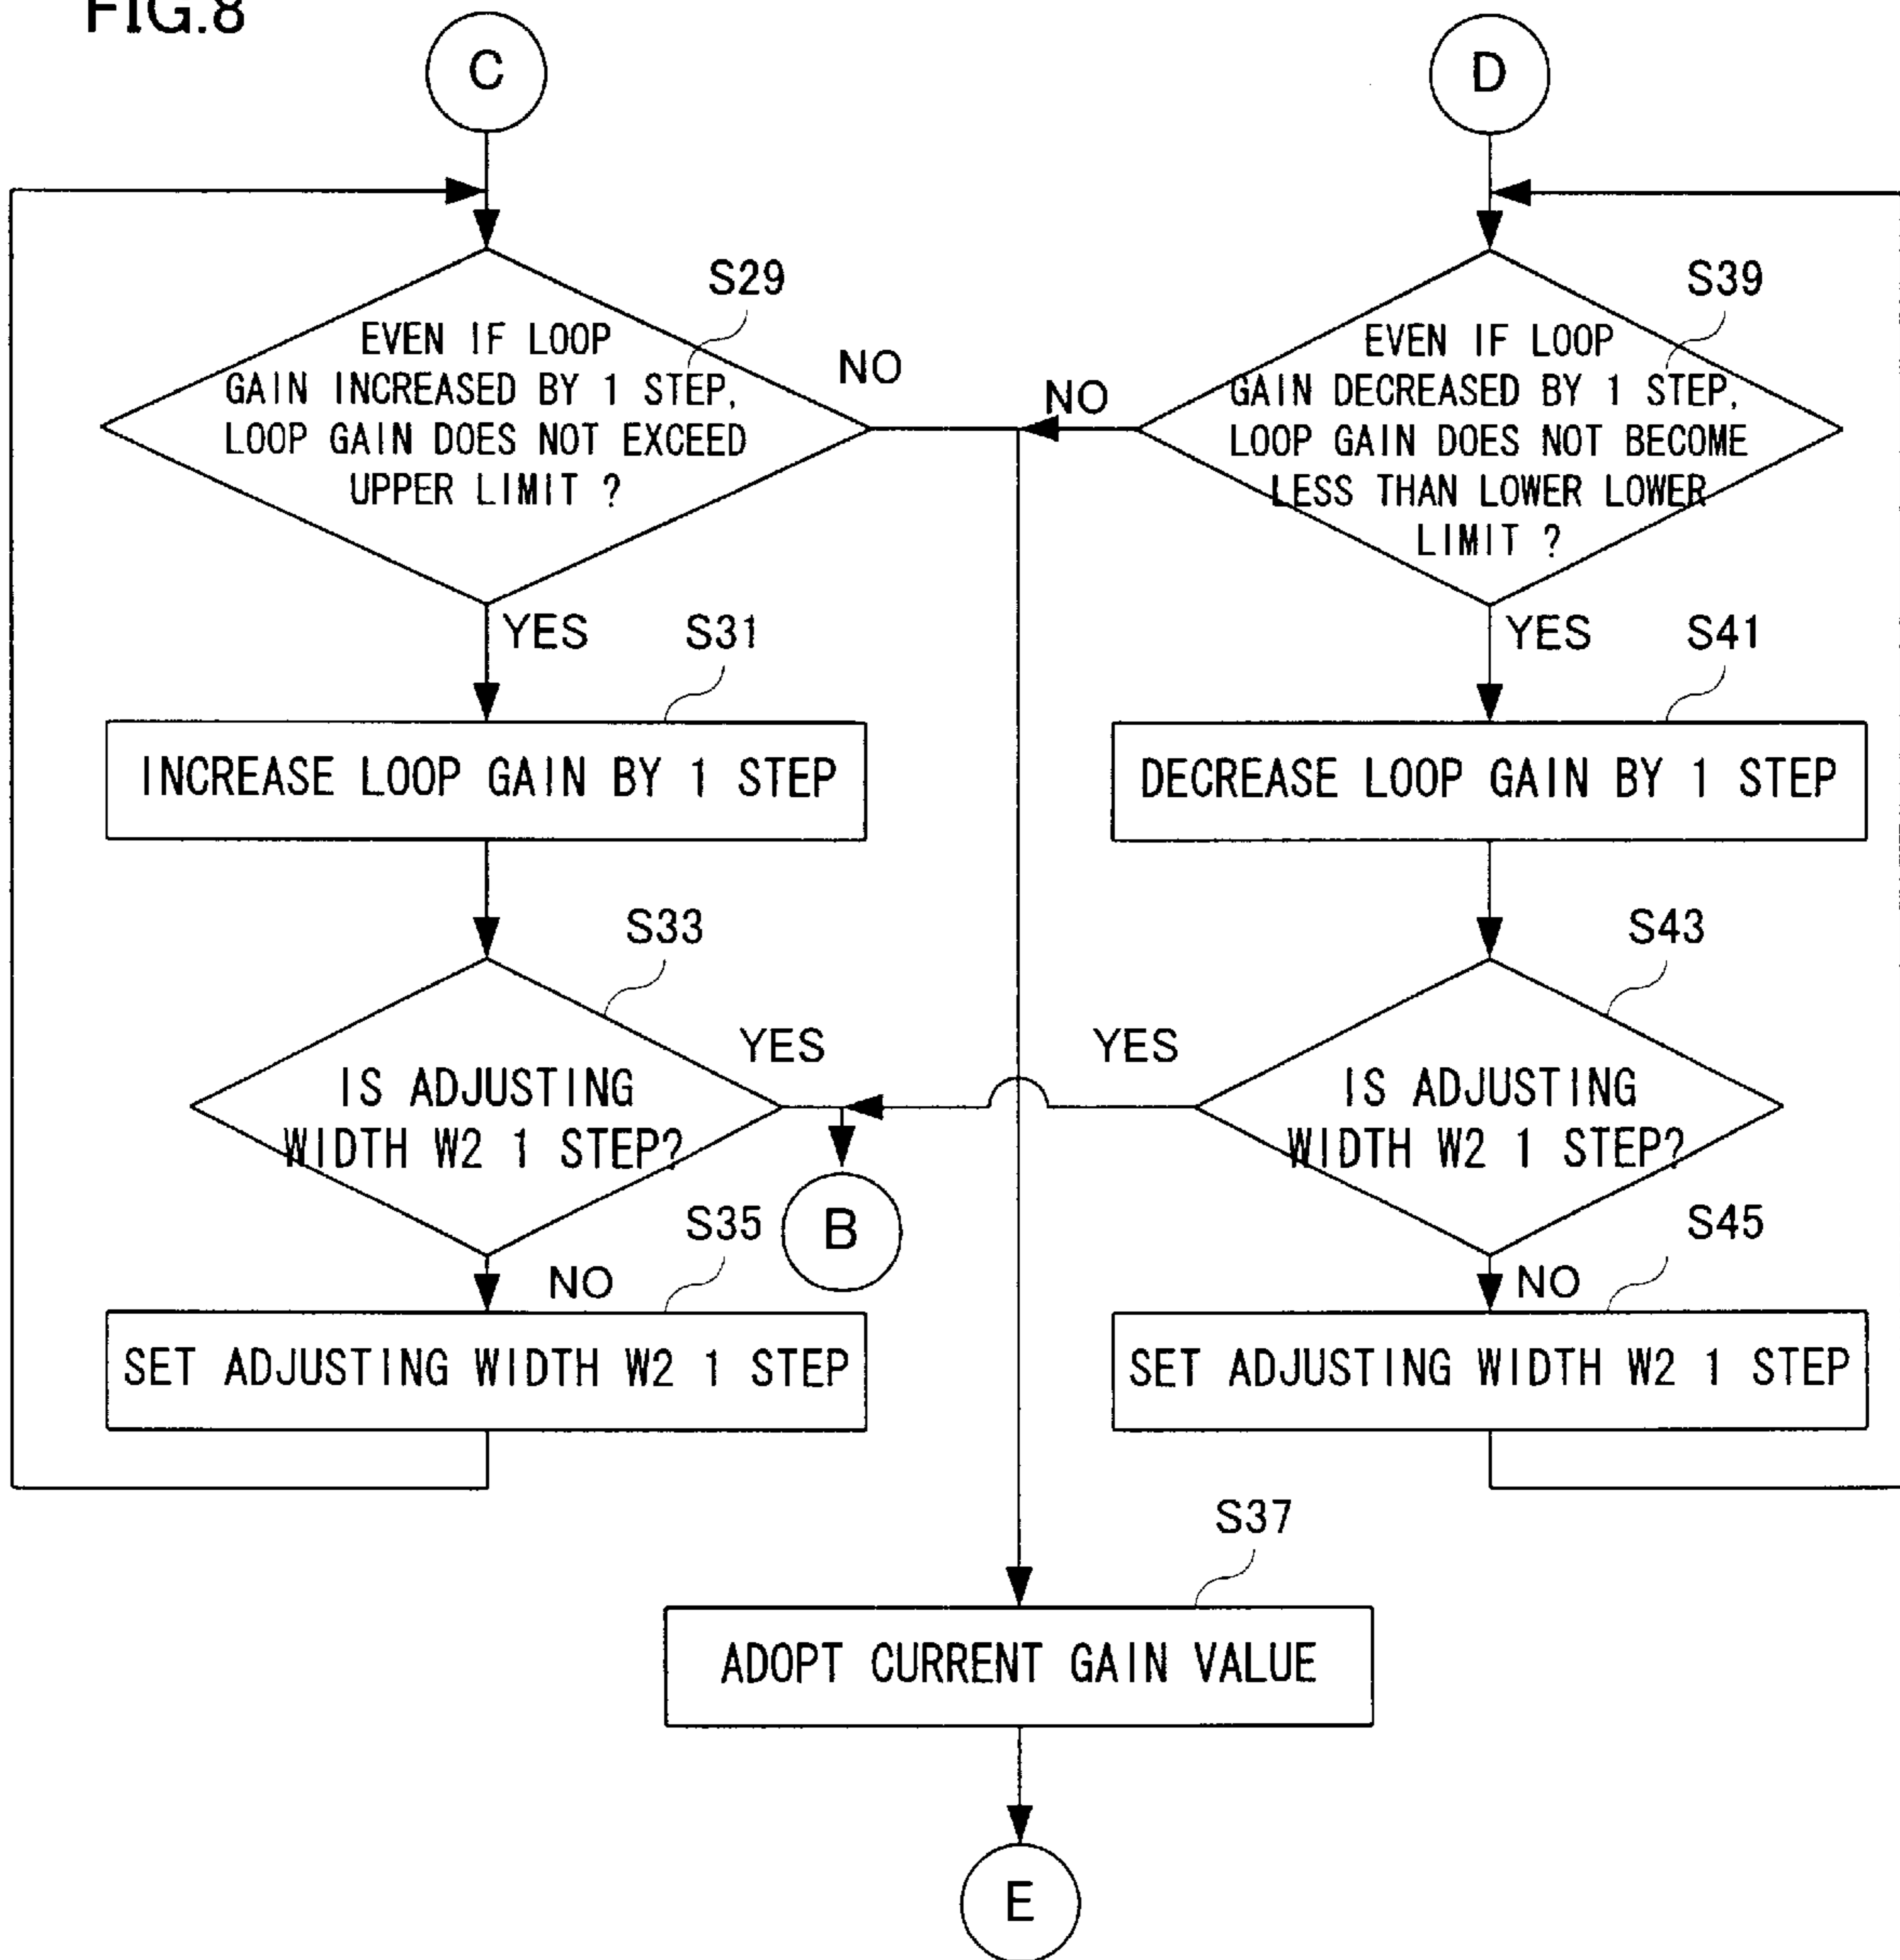 FIG.8
C
D
S29
EVEN IF LOOP
GAIN INCREASED BY 1 STEP,
LOOP GAIN DOES NOT EXCEED
UPPER LIMIT ?
NO
NO
S39
EVEN IF LOOP
GAIN DECREASED BY 1 STEP,
LOOP GAIN DOES NOT BECOME
LESS THAN LOWER LOWER
LIMIT ?
YES
S31
YES
S41
INCREASE LOOP GAIN BY 1 STEP
DECREASE LOOP GAIN BY 1 STEP
S33
S43
IS ADJUSTING
WIDTH W2 1 STEP?
YES
YES
IS ADJUSTING
WIDTH W2 1 STEP?
B
NO
S35
NO
S45
SET ADJUSTING WIDTH W2 1 STEP
SET ADJUSTING WIDTH W2 1 STEP
S37
ADOPT CURRENT GAIN VALUE
E